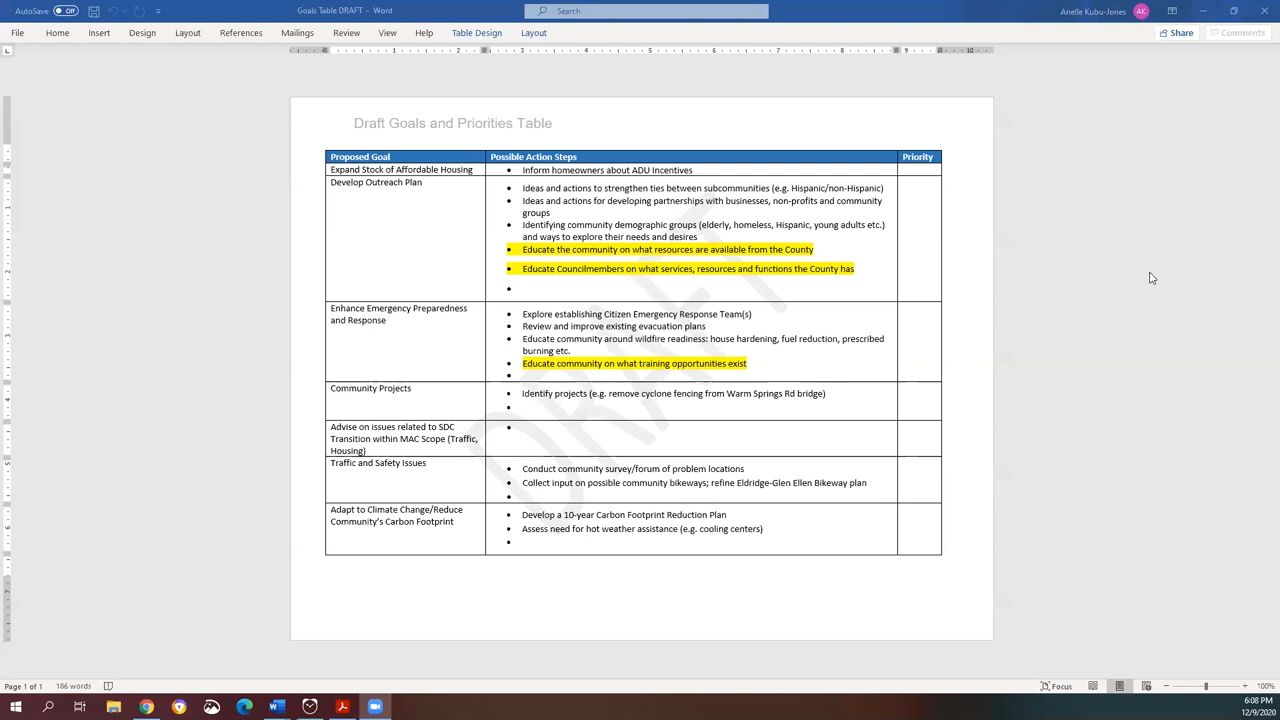 AutoSave Off
Goals Table DRAFT - Word
Search
Arielle Kubu-Jones AK
File Home Insert Design Layout References Mailings Review View Help Table Design Layout
Share Comments
1 2 3 4 5 6 7 8 9 10
Draft Goals and Priorities Table
Proposed Goal Possible Action Steps Priority
Expand Stock of Affordable Housing
• Inform homeowners about ADU Incentives
Develop Outreach Plan
• Ideas and actions to strengthen ties between subcommunities (e.g. Hispanic/non-Hispanic)
• Ideas and actions for developing partnerships with businesses, non-profits and community
groups
• Identifying community demographic groups (elderly, homeless, Hispanic, young adults etc.)
and ways to explore their needs and desires
• Educate the community on what resources are available from the County
• Educate Councilmembers on what services, resources and functions the County has
•
Enhance Emergency Preparedness
and Response
• Explore establishing Citizen Emergency Response Team(s)
• Review and improve existing evacuation plans
• Educate community around wildfire readiness: house hardening, fuel reduction, prescribed
burning etc.
• Educate community on what training opportunities exist
•
Community Projects
• Identify projects (e.g. remove cyclone fencing from Warm Springs Rd bridge)
•
Advise on issues related to SDC
Transition within MAC Scope (Traffic,
Housing)
•
Traffic and Safety Issues
• Conduct community survey/forum of problem locations
• Collect input on possible community bikeways; refine Eldridge-Glen Ellen Bikeway plan
•
Adapt to Climate Change/Reduce
Community's Carbon Footprint
• Develop a 10-year Carbon Footprint Reduction Plan
• Assess need for hot weather assistance (e.g. cooling centers)
•
DRAFT
Page 1 of 1 186 words
Focus
100%
6:08 PM
12/9/2020